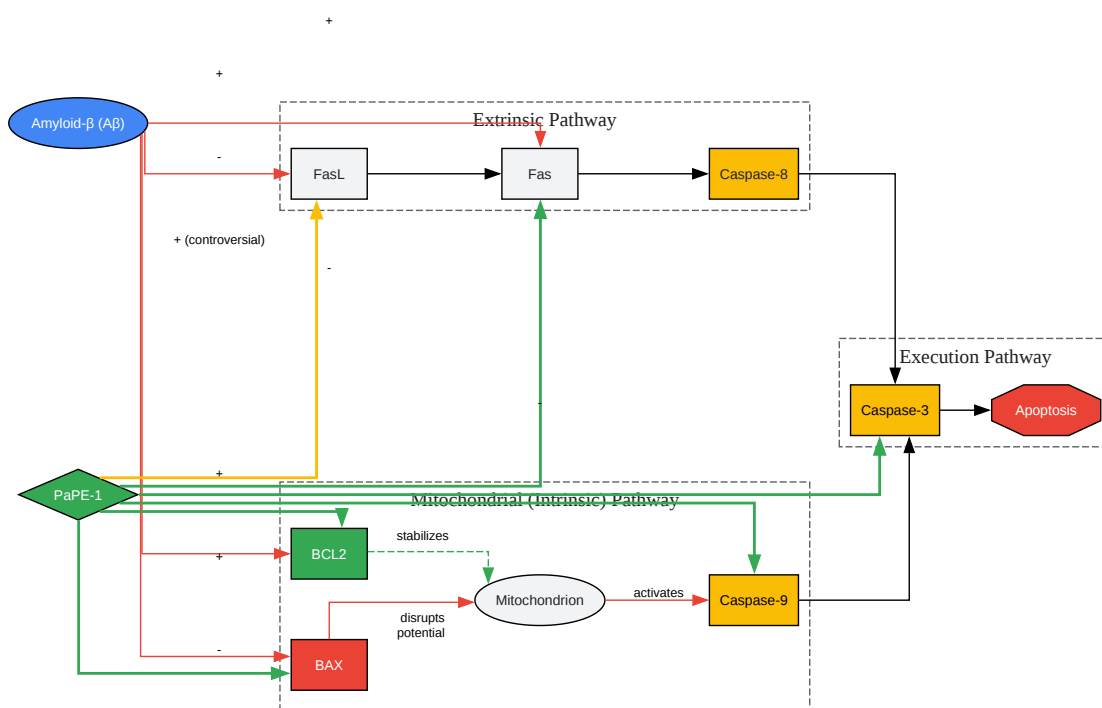 +
+
Extrinsic Pathway
Amyloid-β (Aβ)
-
FasL
Fas
Caspase-8
+ (controversial)
-
Execution Pathway
-
Caspase-3
Apoptosis
+
PaPE-1
Mitochondrial (Intrinsic) Pathway
stabilizes
+
BCL2
Mitochondrion
activates
Caspase-9
disrupts
potential
-
BAX